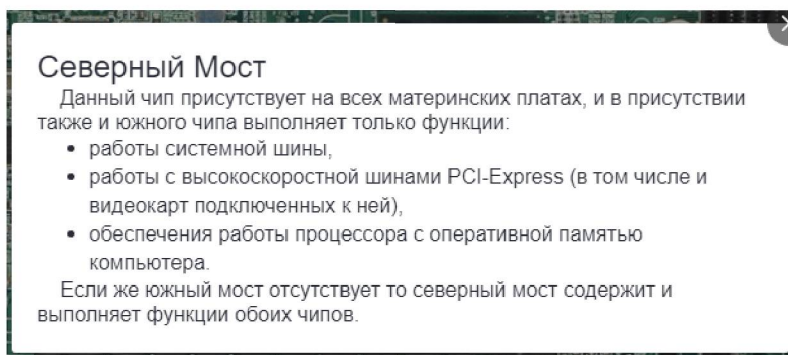 Северный Мост
Данный чип присутствует на всех материнских платах, и в присутствии
также и южного чипа выполняет только функции:
• работы системной шины,
• работы с высокоскоростной шинами PCI-Express (в том числе и
видеокарт подключенных к ней),
• обеспечения работы процессора с оперативной памятью
компьютера.
Если же южный мост отсутствует то северный мост содержит и
выполняет функции обоих чипов.